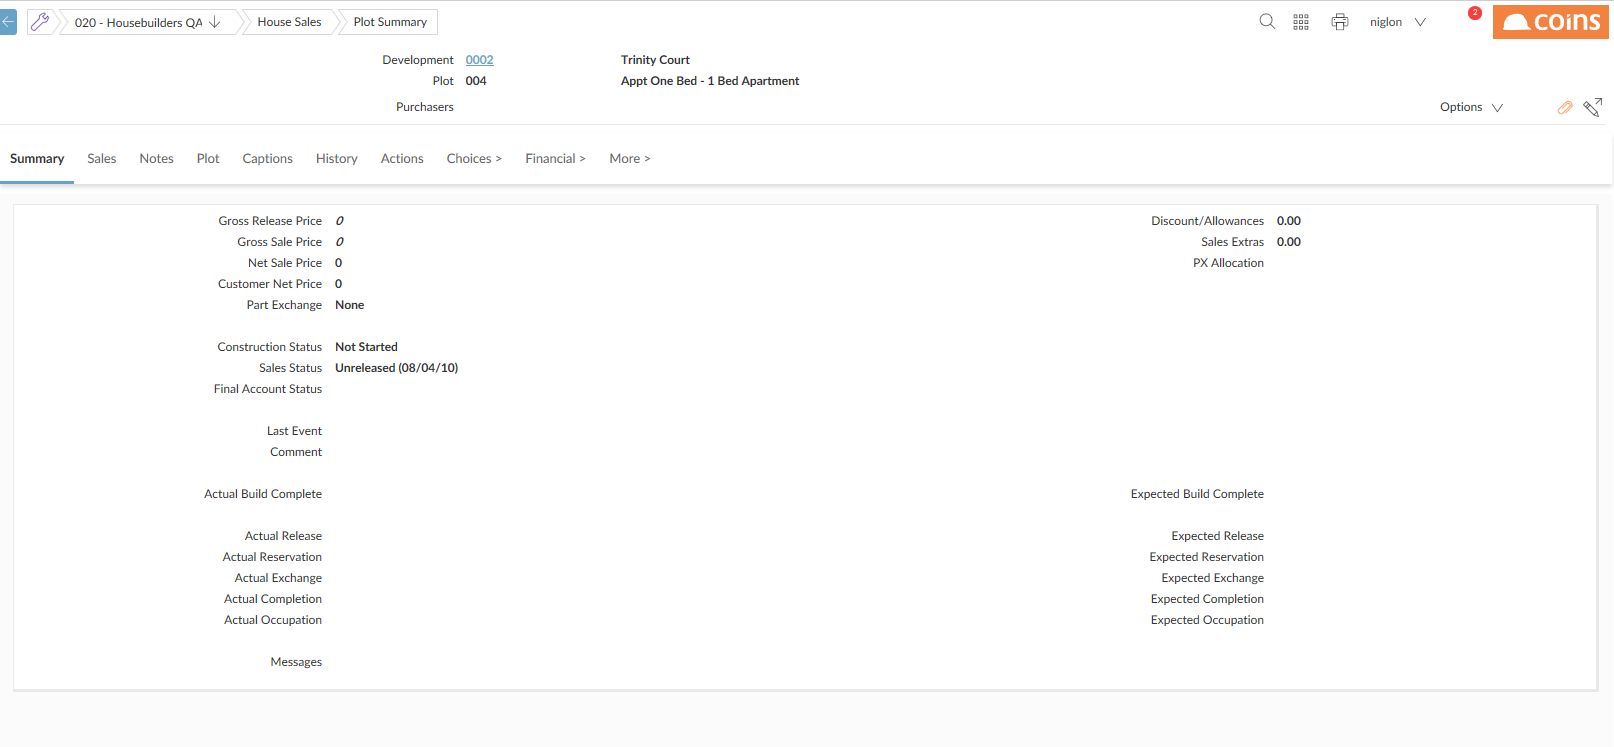 020 - Housebuilders QA House Sales Plot Summary niglon 2 coins
Development 0002 Trinity Court
Plot 004 Appt One Bed - 1 Bed Apartment
Purchasers Options
Summary Sales Notes Plot Captions History Actions Choices > Financial > More >
Gross Release Price 0 Discount/Allowances 0.00
Gross Sale Price 0 Sales Extras 0.00
Net Sale Price 0 PX Allocation
Customer Net Price 0
Part Exchange None
Construction Status Not Started
Sales Status Unreleased (08/04/10)
Final Account Status
Last Event
Comment
Actual Build Complete Expected Build Complete
Actual Release Expected Release
Actual Reservation Expected Reservation
Actual Exchange Expected Exchange
Actual Completion Expected Completion
Actual Occupation Expected Occupation
Messages